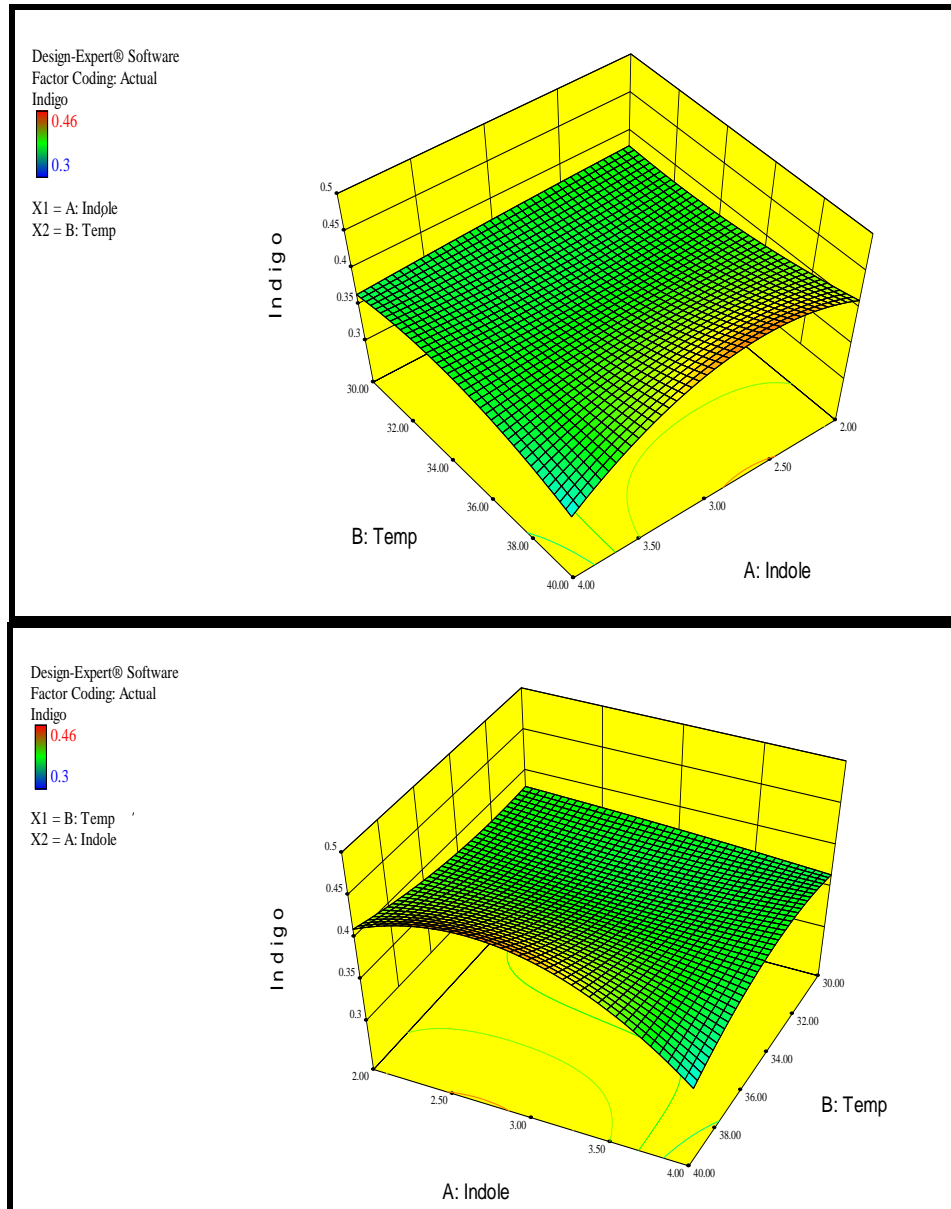 Design-Expert® Software
Factor Coding: Actual
Indigo
0.46
0.3
X1 = A: Indole
X2 = B: Temp
Indigo
0.5
0.45
0.4
0.35
0.3
30.00
32.00
34.00
36.00
38.00
40.00
B: Temp
4.00
3.50
3.00
2.50
2.00
A: Indole
Design-Expert® Software
Factor Coding: Actual
Indigo
0.46
0.3
X1 = B: Temp
X2 = A: Indole
Indigo
0.5
0.45
0.4
0.35
0.3
2.00
2.50
3.00
3.50
4.00
A: Indole
40.00
38.00
36.00
34.00
32.00
30.00
B: Temp